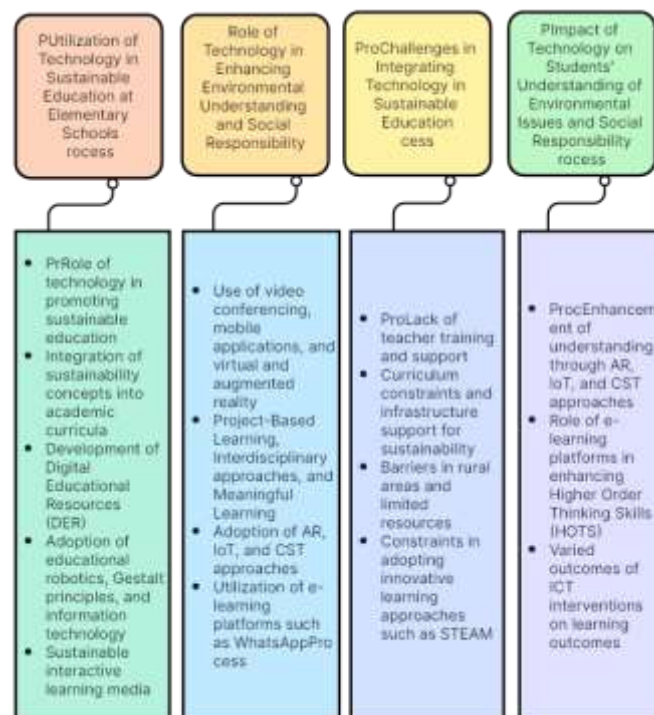 PUtilization of
Technology in
Sustainable
Education at
Elementary
Schools
rocess
Role of
Technology in
Enhancing
Environmental
Understanding
and Social
Responsibility
ProChallenges in
Integrating
Technology in
Sustainable
Education
cess
PImpact of
Technology on
Students'
Understanding of
Environmental
Issues and Social
Responsibility
rocess
• PrRole of
technology in
promoting
sustainable
education
• Integration of
sustainability
concepts into
academic
curricula
• Development of
Digital
Educational
Resources
(DER)
• Adoption of
educational
robotics, Gestalt
principles, and
information
technology
• Sustainable
interactive
learning media
• Use of video
conferencing,
mobile
applications, and
virtual and
augmented
reality
• Project-Based
Learning,
Interdisciplinary
approaches, and
Meaningful
Learning
• Adoption of AR,
IoT, and CST
approaches
• Utilization of e-
learning
platforms such
as WhatsAppPro
cess
• ProLack of
teacher training
and support
• Curriculum
constraints and
infrastructure
support for
sustainability
• Barriers in rural
areas and
limited
resources
• Constraints in
adopting
innovative
learning
approaches
such as STEAM
• ProcEnhancem
ent of
understanding
through AR,
IoT, and CST
approaches
• Role of e-
learning
platforms in
enhancing
Higher Order
Thinking Skills
(HOTS)
• Varied
outcomes of
ICT
interventions
on learning
outcomes